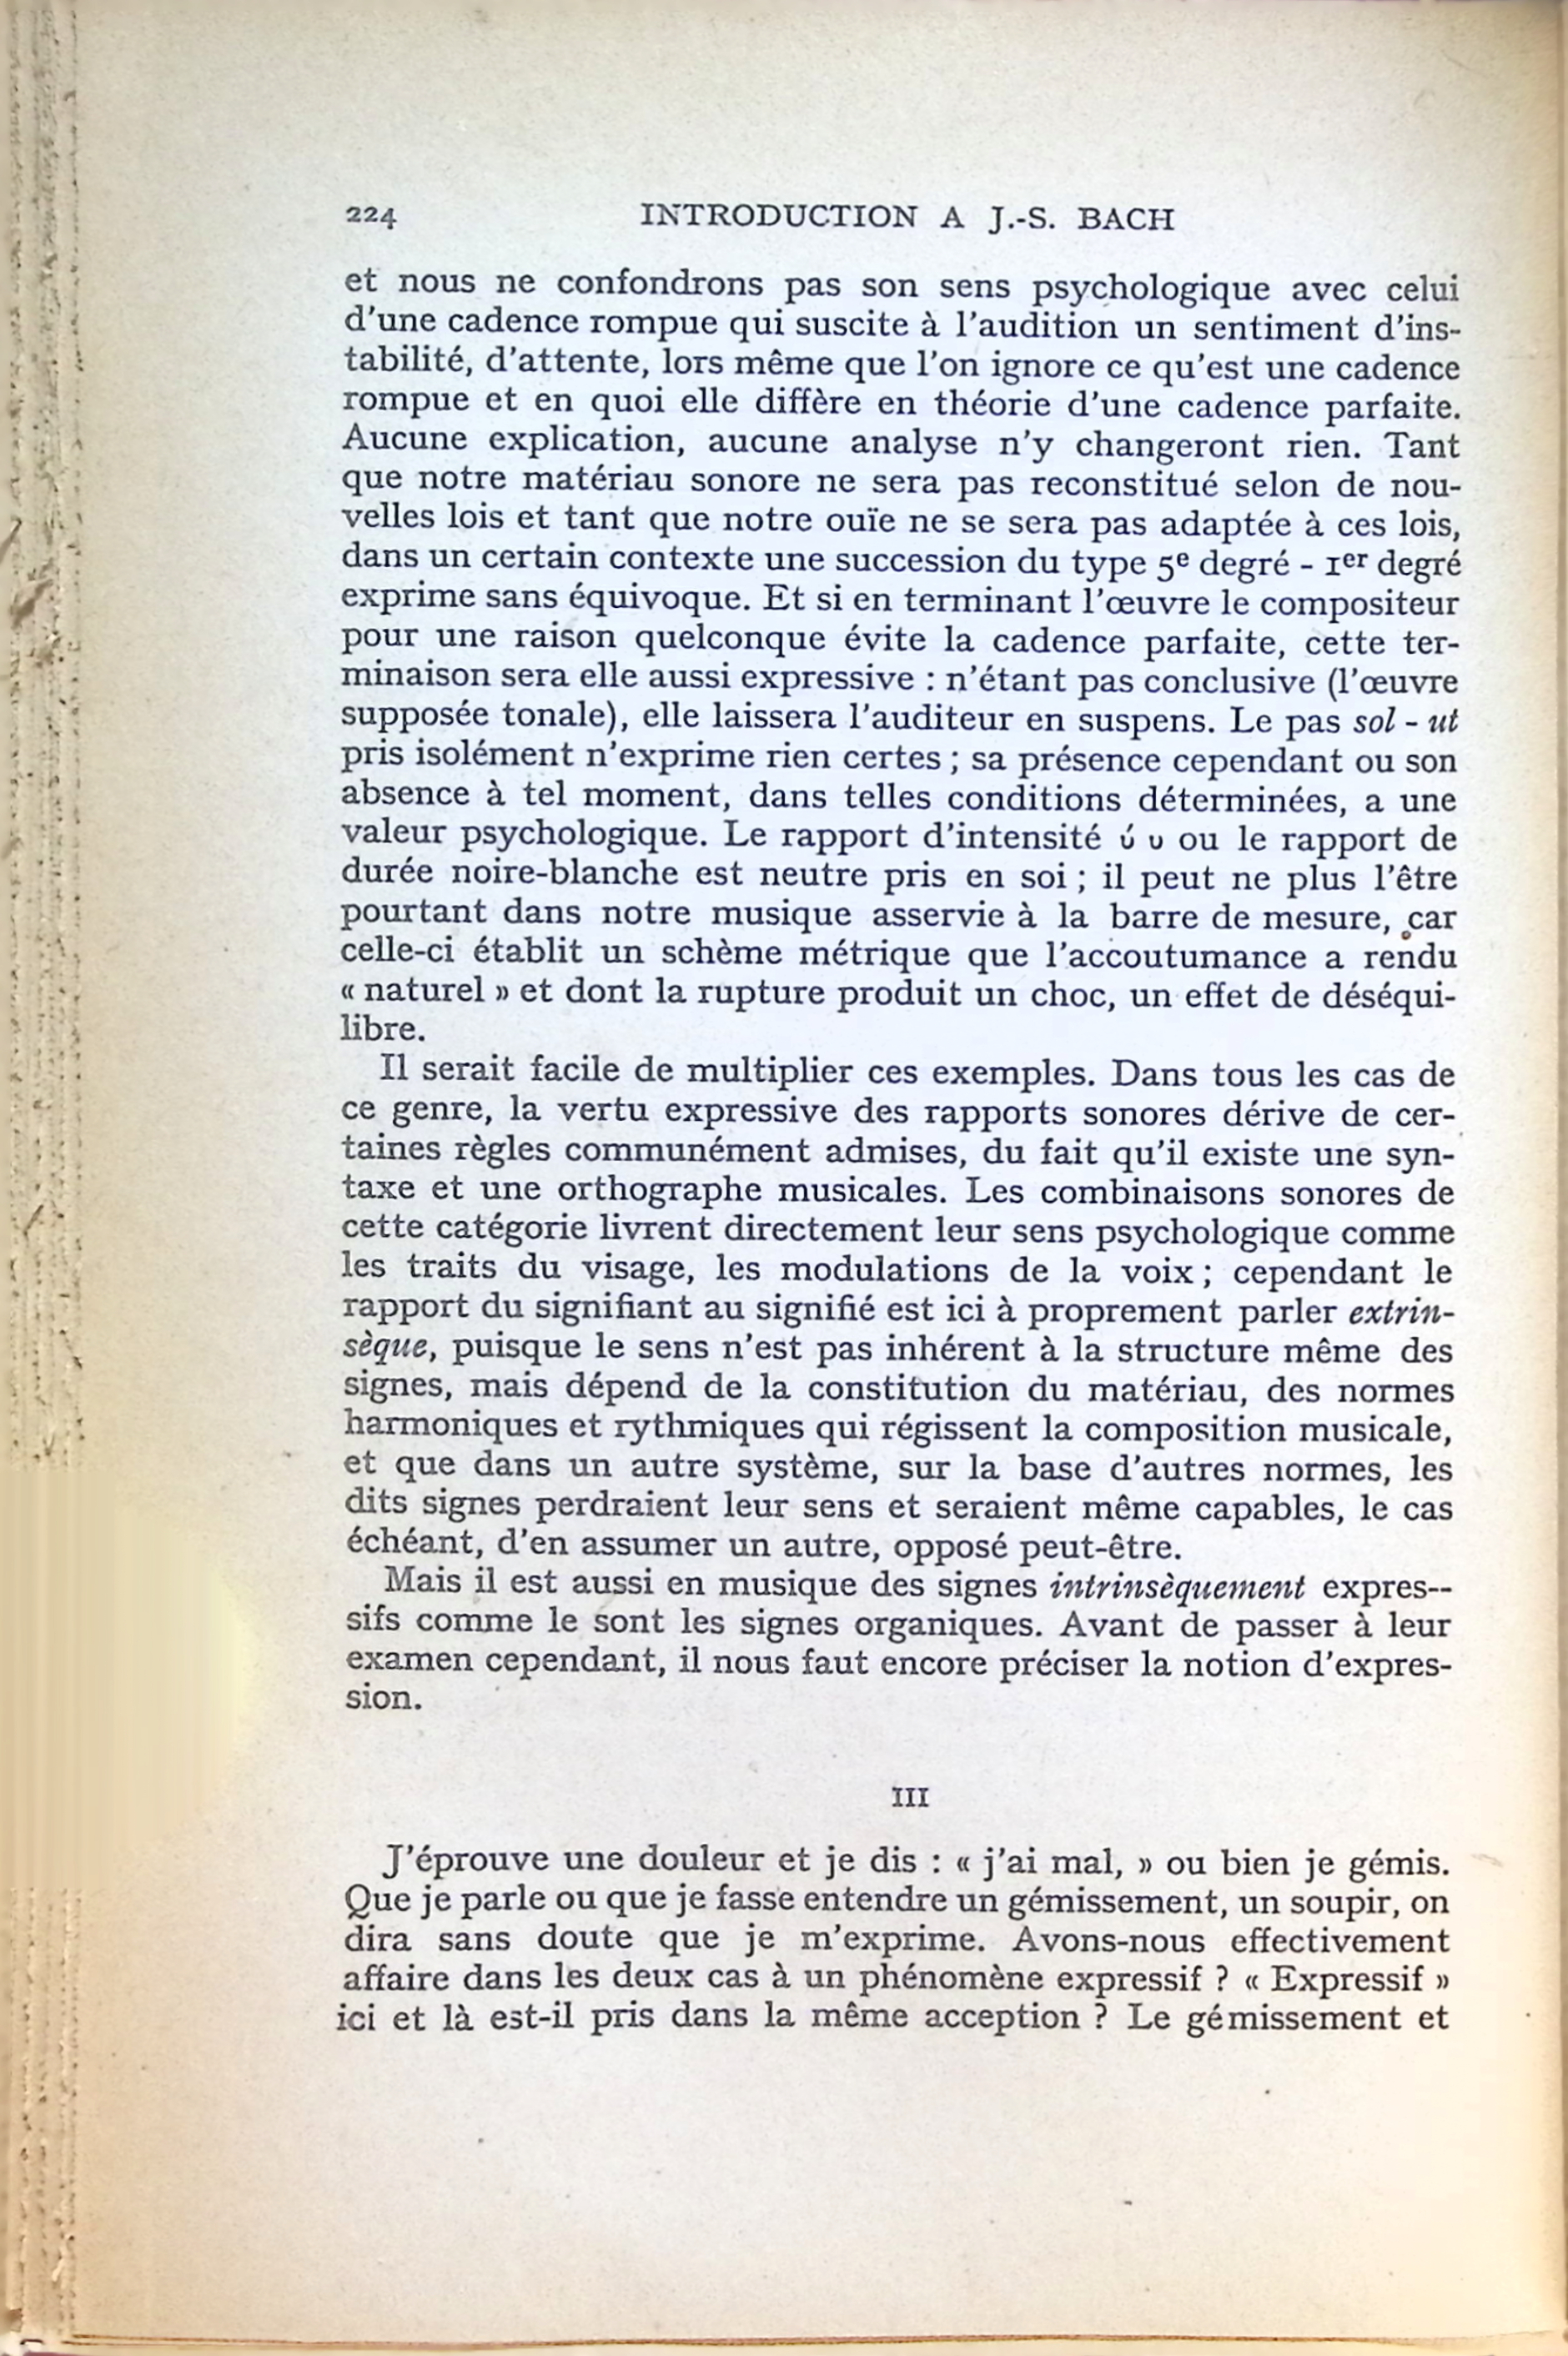 224 INTRODUCTION A J.-S. BACH
et nous ne confondrons pas son sens psychologique avec celui
d'une cadence rompue qui suscite à l'audition un sentiment d'ins-
tabilité, d'attente, lors même que l'on ignore ce qu'est une cadence
rompue et en quoi elle diffère en théorie d'une cadence parfaite.
Aucune explication, aucune analyse n'y changeront rien. Tant
que notre matériau sonore ne sera pas reconstitué selon de nou-
velles lois et tant que notre ouïe ne se sera pas adaptée à ces lois,
dans un certain contexte une succession du type 5e degré - 1er degré
exprime sans équivoque. Et si en terminant l'œuvre le compositeur
pour une raison quelconque évite la cadence parfaite, cette ter-
minaison sera elle aussi expressive : n'étant pas conclusive (l'œuvre
supposée tonale), elle laissera l'auditeur en suspens. Le pas sol - ut
pris isolément n'exprime rien certes ; sa présence cependant ou son
absence à tel moment, dans telles conditions déterminées, a une
valeur psychologique. Le rapport d'intensité ύ υ ou le rapport de
durée noire-blanche est neutre pris en soi ; il peut ne plus l'être
pourtant dans notre musique asservie à la barre de mesure, car
celle-ci établit un schème métrique que l'accoutumance a rendu
« naturel » et dont la rupture produit un choc, un effet de déséqui-
libre.
Il serait facile de multiplier ces exemples. Dans tous les cas de
ce genre, la vertu expressive des rapports sonores dérive de cer-
taines règles communément admises, du fait qu'il existe une syn-
taxe et une orthographe musicales. Les combinaisons sonores de
cette catégorie livrent directement leur sens psychologique comme
les traits du visage, les modulations de la voix ; cependant le
rapport du signifiant au signifié est ici à proprement parler extrin-
sèque, puisque le sens n'est pas inhérent à la structure même des
signes, mais dépend de la constitution du matériau, des normes
harmoniques et rythmiques qui régissent la composition musicale,
et que dans un autre système, sur la base d'autres normes, les
dits signes perdraient leur sens et seraient même capables, le cas
échéant, d'en assumer un autre, opposé peut-être.
Mais il est aussi en musique des signes intrinsèquement expres--
sifs comme le sont les signes organiques. Avant de passer à leur
examen cependant, il nous faut encore préciser la notion d'expres-
sion.
III
J'éprouve une douleur et je dis : « j'ai mal, » ou bien je gémis.
Que je parle ou que je fasse entendre un gémissement, un soupir, on
dira sans doute que je m'exprime. Avons-nous effectivement
affaire dans les deux cas à un phénomène expressif ? « Expressif »
ici et là est-il pris dans la même acception ? Le gémissement et